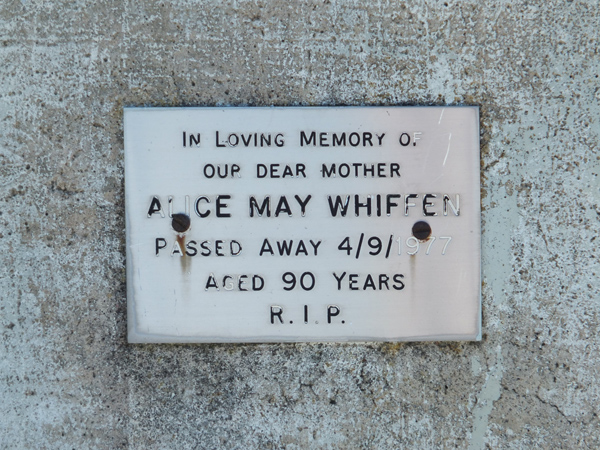 IN LOVING MEMORY OF
OUR DEAR MOTHER
ALICE MAY WHIFFEN
PASSED AWAY 4/9/1977
AGED 90 YEARS
R.I.P.